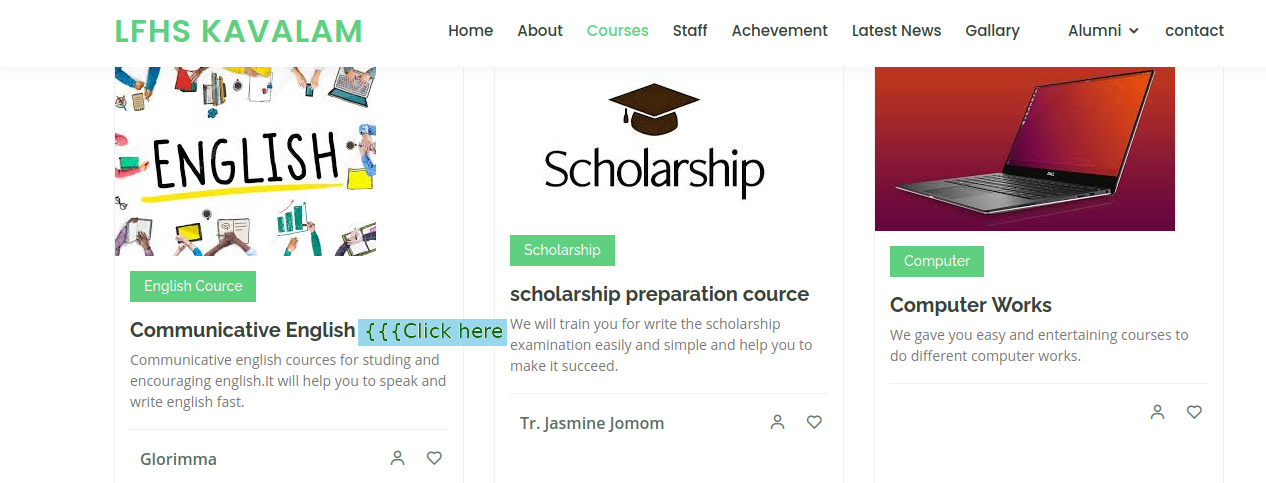 LFHS KAVALAM
Home About Courses Staff Achevement Latest News Gallary Alumni contact
ENGLISH
English Cource
Communicative English {{{Click here
Communicative english cources for studing and
encouraging english.It will help you to speak and
write english fast.
Glorimma
Scholarship
Scholarship
scholarship preparation cource
We will train you for write the scholarship
examination easily and simple and help you to
make it succeed.
Tr. Jasmine Jomom
DELL
Computer
Computer Works
We gave you easy and entertaining courses to
do different computer works.